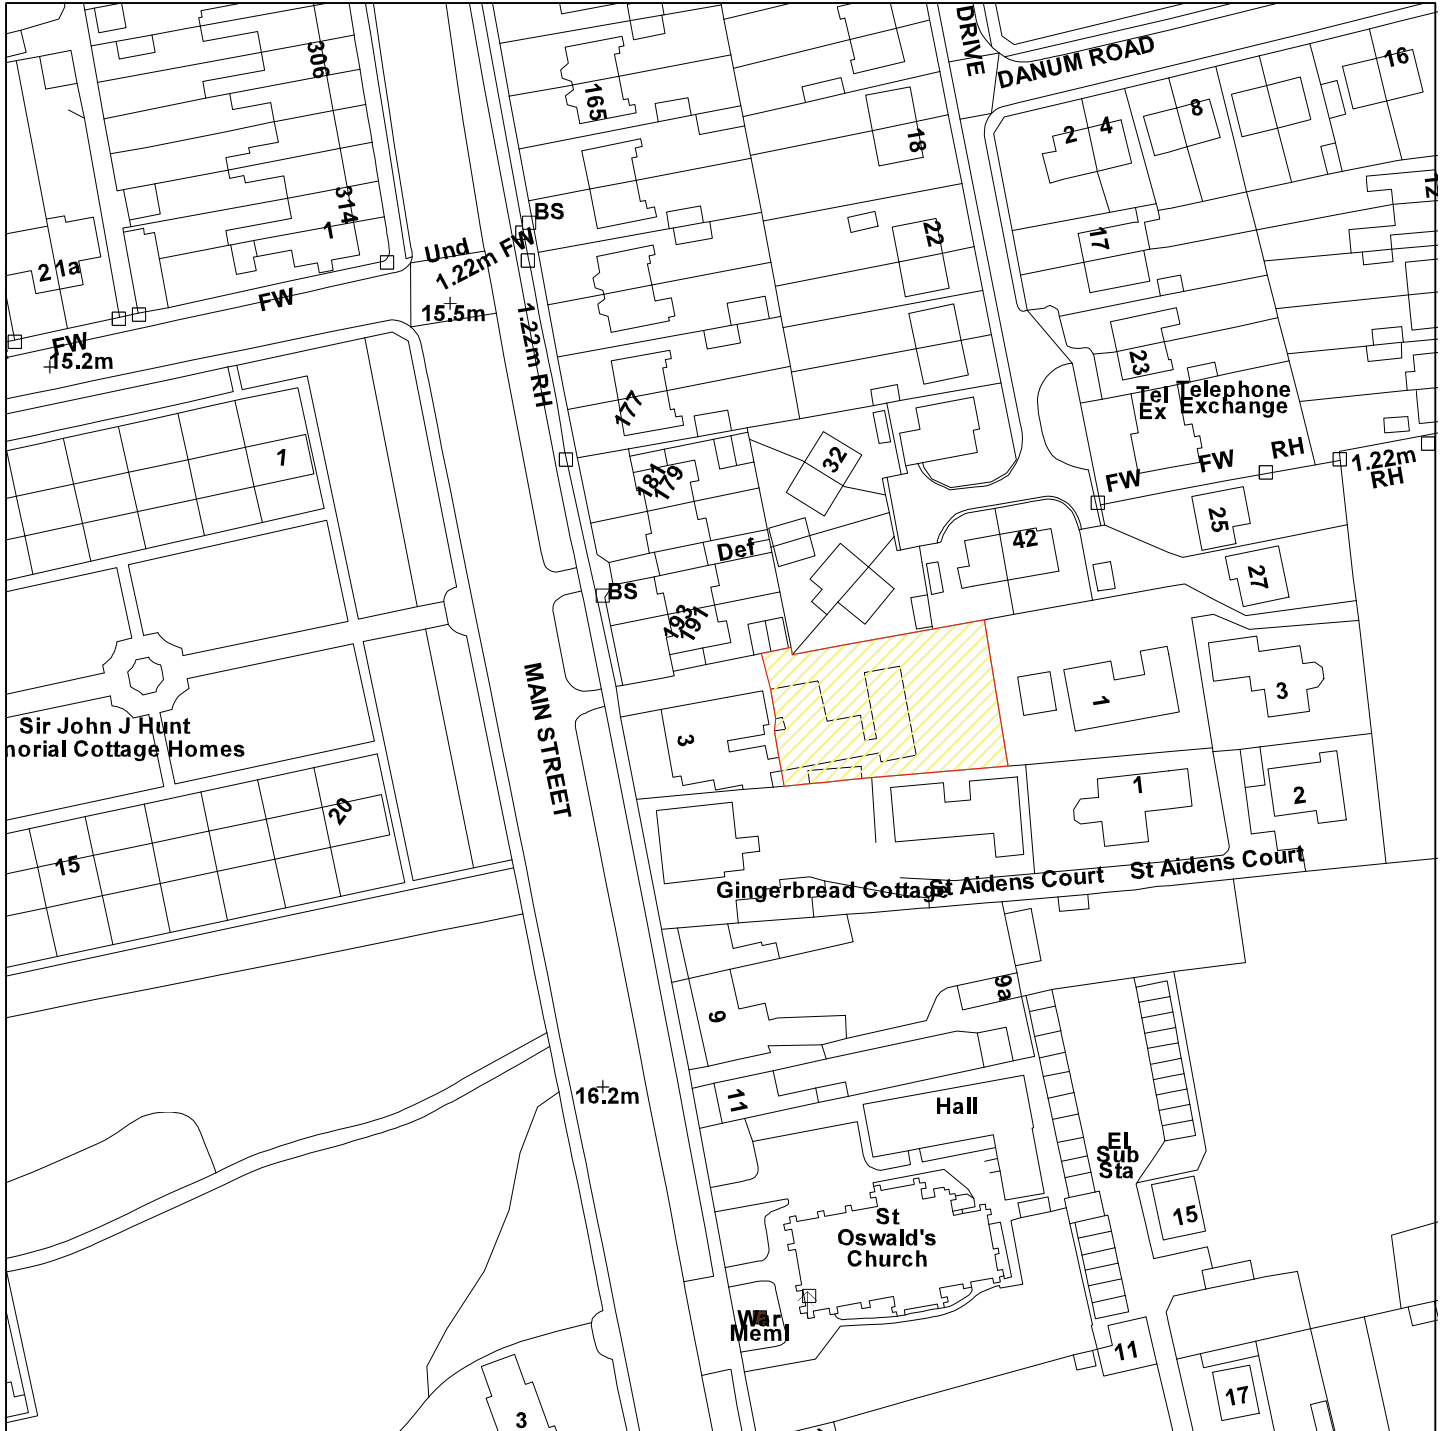 DRIVE
DANUM ROAD
306
165
16
18
2
4
8
12
314
1
BS
22
17
2
1a
Und
1.22m FW
FW
15.5m
FW
15.2m
1.22m RH
23
Tel
Ex
Telephone
Exchange
177
1
32
181
179
FW
FW
RH
1.22m
RH
25
Def
42
27
BS
193
191
MAIN STREET
1
3
Sir John J Hunt
morial Cottage Homes
3
1
2
20
15
Gingerbread Cottage
St Aidens Court
St Aidens Court
9
9a
16.2m
11
Hall
El
Sub
Sta
St
Oswald's
Church
15
War
Meml
11
17
3